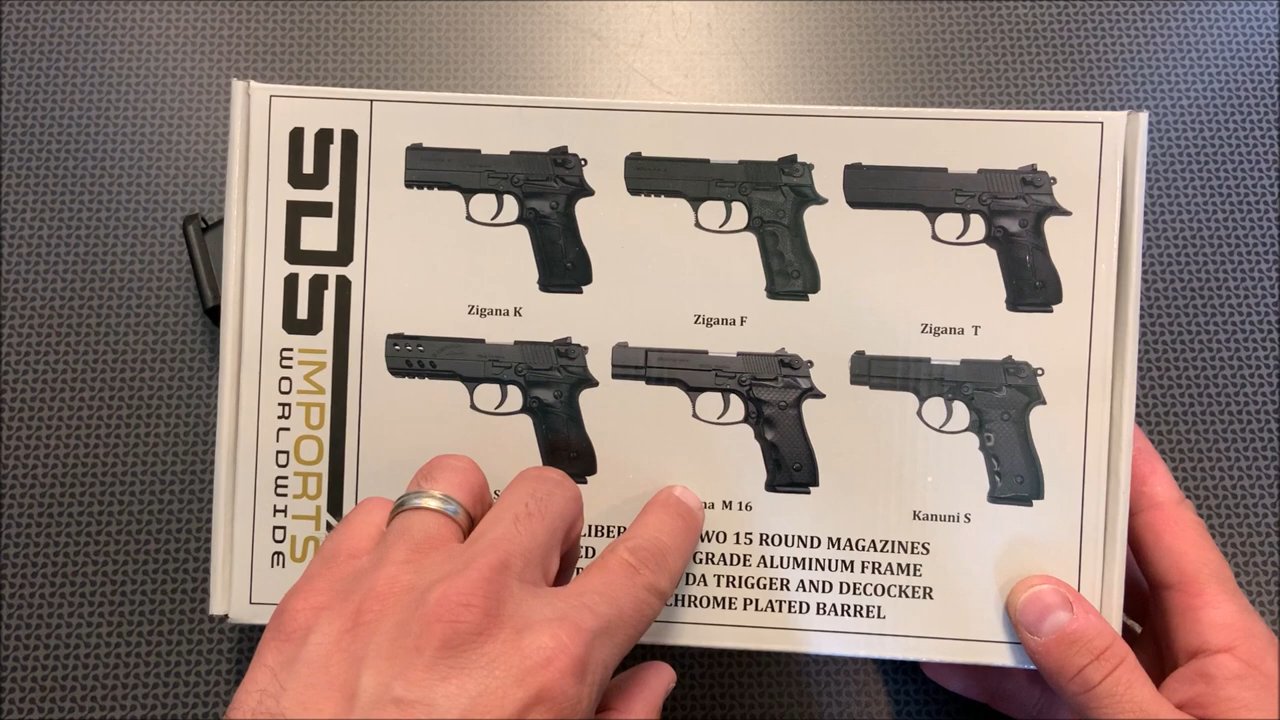 SDS
IMPORTS
WORLDWIDE
Zigana K
Zigana F
Zigana T
M 16
Kanuni S
15 ROUND MAGAZINES
GRADE ALUMINUM FRAME
DA TRIGGER AND DECOCKER
CHROME PLATED BARREL